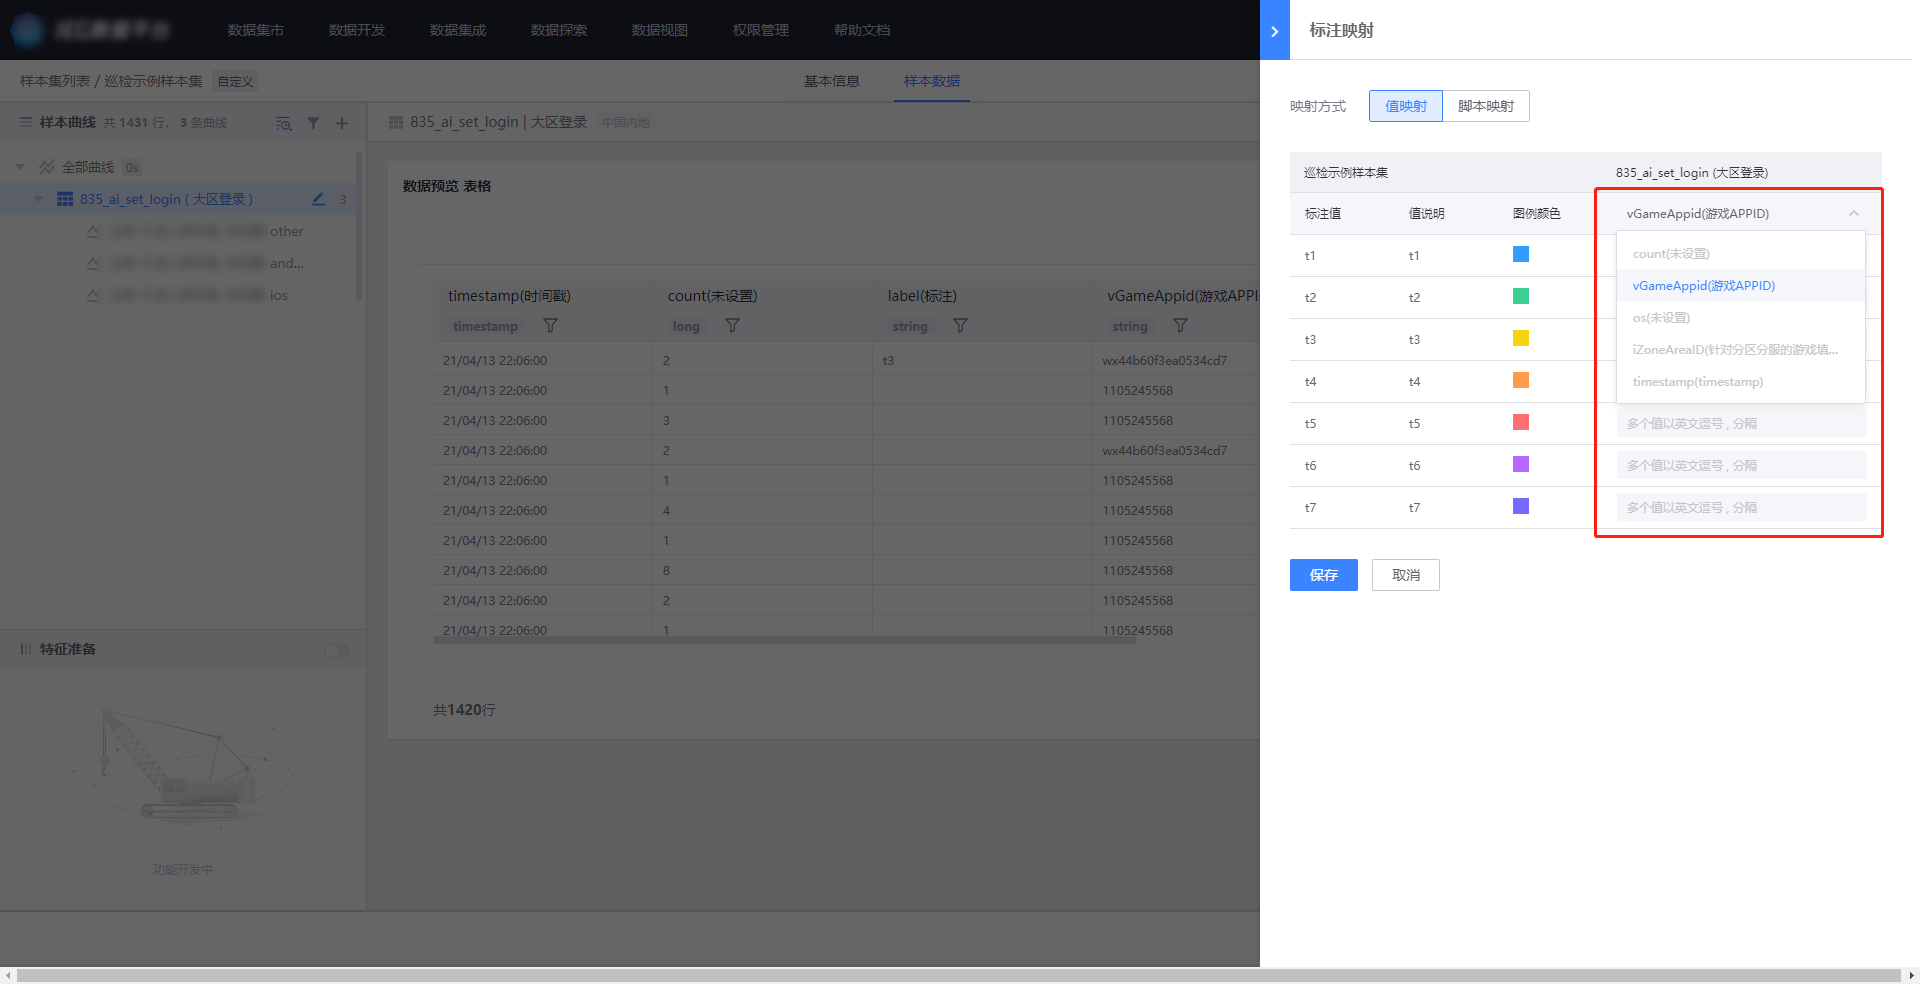 数据集市 数据开发 数据集成 数据探索 数据视图 权限管理 帮助文档
样本集列表 / 巡检示例样本集 自定义
基本信息 样本数据
样本曲线 共 1431 行， 3 条曲线
835_ai_set_login | 大区登录 中国内地
全部曲线 0s
835_ai_set_login ( 大区登录 ) 3
other
and...
ios
数据预览 表格
timestamp(时间戳) count(未设置) label(标注) vGameAppid(游戏APPI
timestamp long string string
21/04/13 22:06:00 2 t3 wx44b60f3ea0534cd7
21/04/13 22:06:00 1 1105245568
21/04/13 22:06:00 3 1105245568
21/04/13 22:06:00 2 wx44b60f3ea0534cd7
21/04/13 22:06:00 1 1105245568
21/04/13 22:06:00 4 1105245568
21/04/13 22:06:00 1 1105245568
21/04/13 22:06:00 8 1105245568
21/04/13 22:06:00 2 1105245568
21/04/13 22:06:00 1 1105245568
共1420行
特征准备
功能开发中
标注映射
映射方式 值映射 脚本映射
巡检示例样本集 835_ai_set_login (大区登录)
标注值 值说明 图例颜色 vGameAppid(游戏APPID)
t1 t1
t2 t2
t3 t3
t4 t4
t5 t5 多个值以英文逗号 , 分隔
t6 t6 多个值以英文逗号 , 分隔
t7 t7 多个值以英文逗号 , 分隔
count(未设置)
vGameAppid(游戏APPID)
os(未设置)
iZoneAreaID(针对分区分服的游戏填...
timestamp(timestamp)
保存 取消